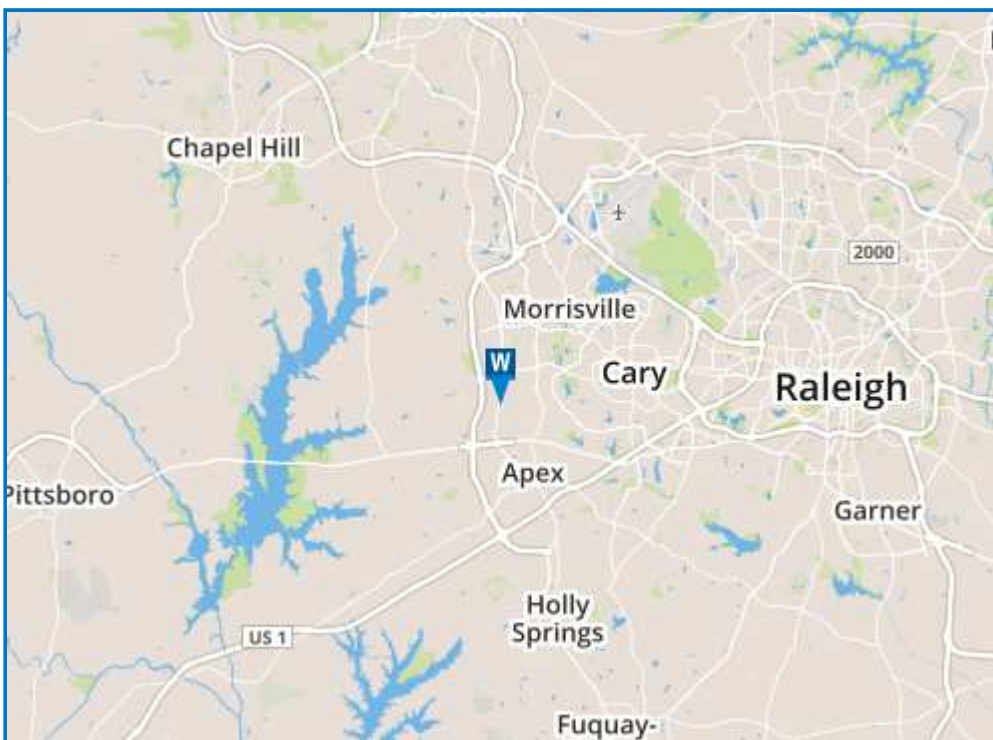 Chapel Hill
2000
Morrisville
W
Cary
Raleigh
Apex
Pittsboro
Garner
Holly
Springs
US 1
Fuquay-